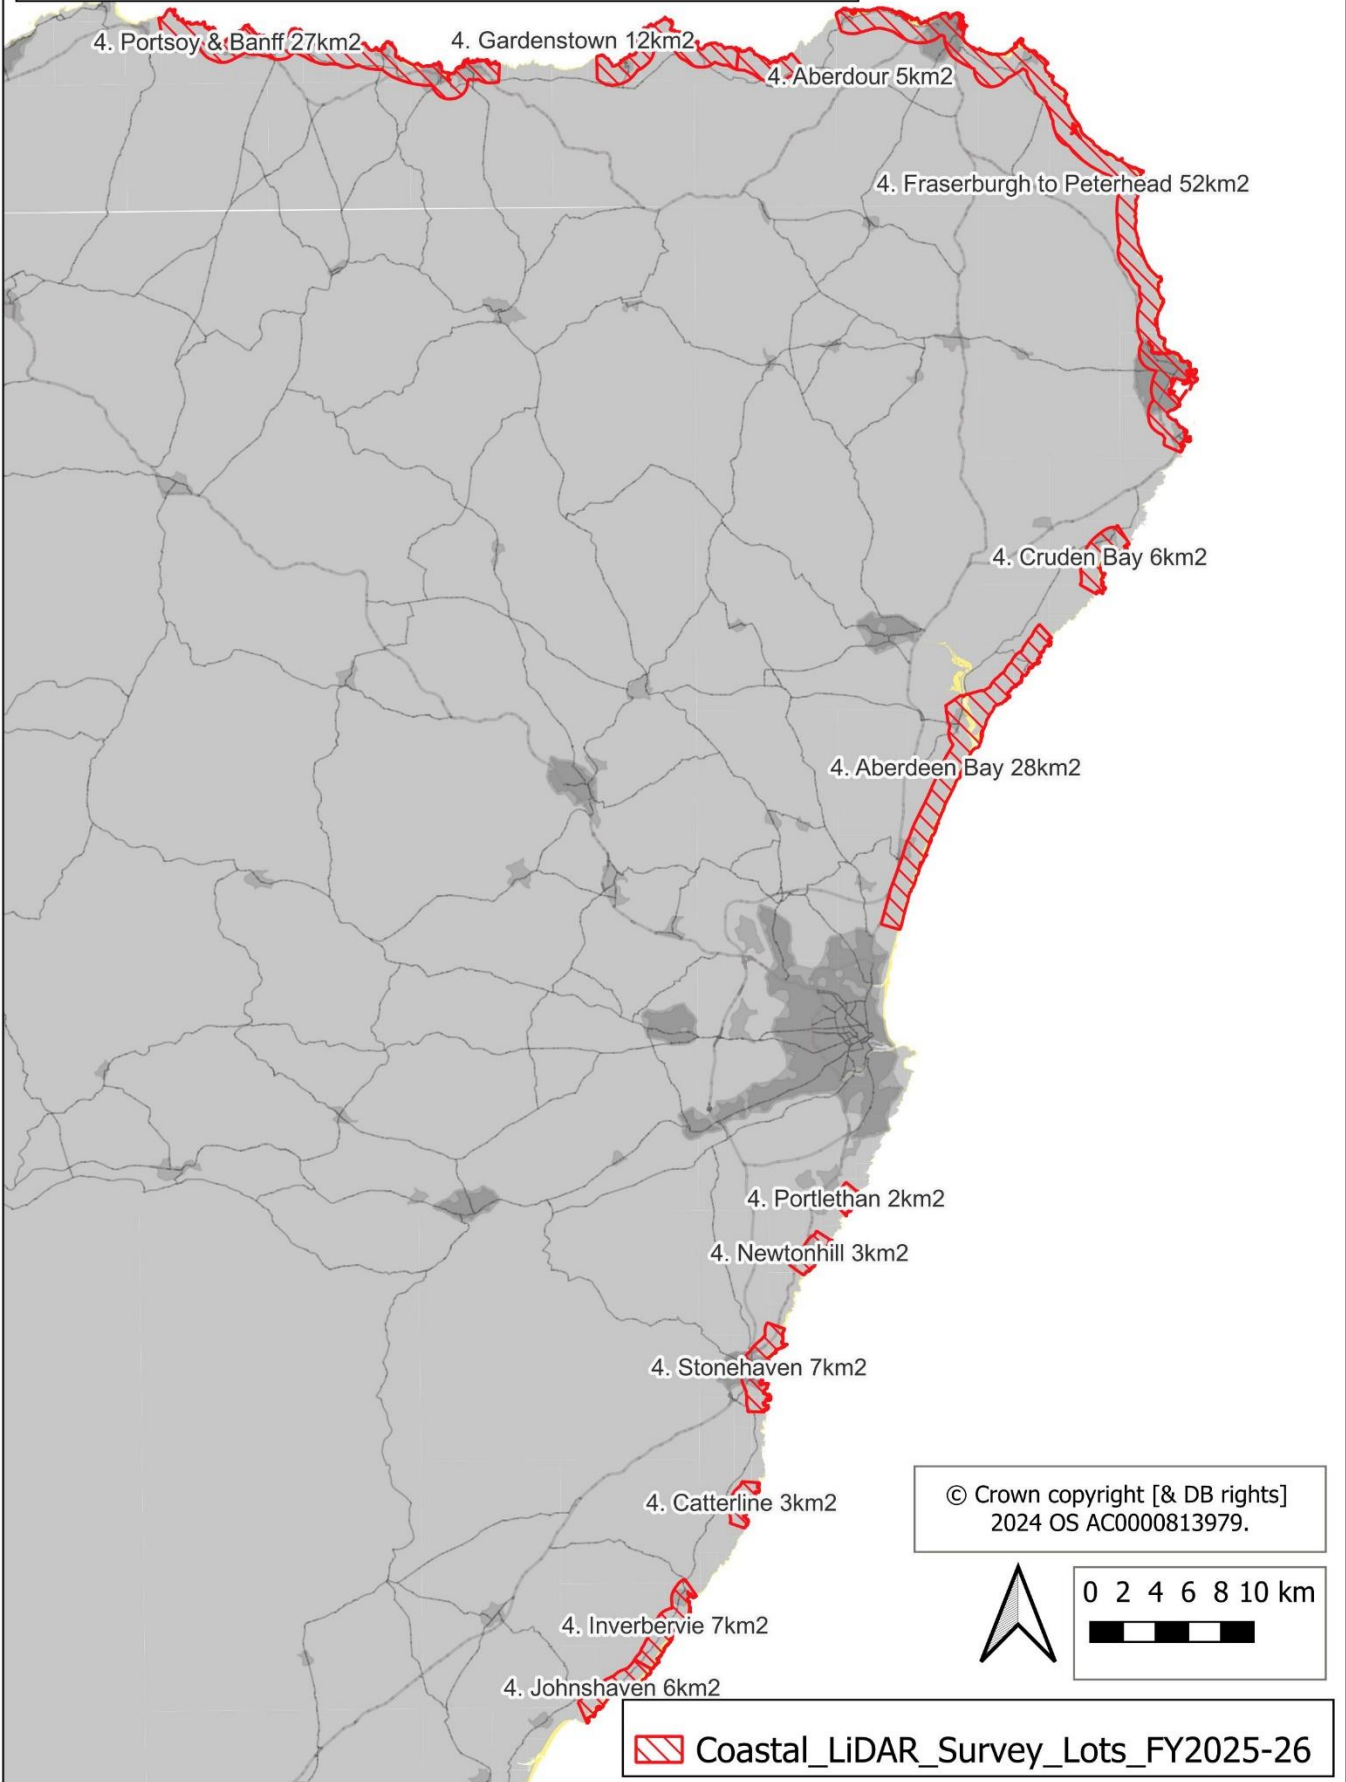 4. Portsoy & Banff 27km2
4. Gardenstown 12km2
4. Aberdour 5km2
4. Fraserburgh to Peterhead 52km2
4. Cruden Bay 6km2
4. Aberdeen Bay 28km2
4. Portlethan 2km2
4. Newtonhill 3km2
4. Stonehaven 7km2
4. Catterline 3km2
© Crown copyright [& DB rights]
2024 OS AC0000813979.
0 2 4 6 8 10 km
4. Inverbervie 7km2
4. Johnshaven 6km2
Coastal_LiDAR_Survey_Lots_FY2025-26